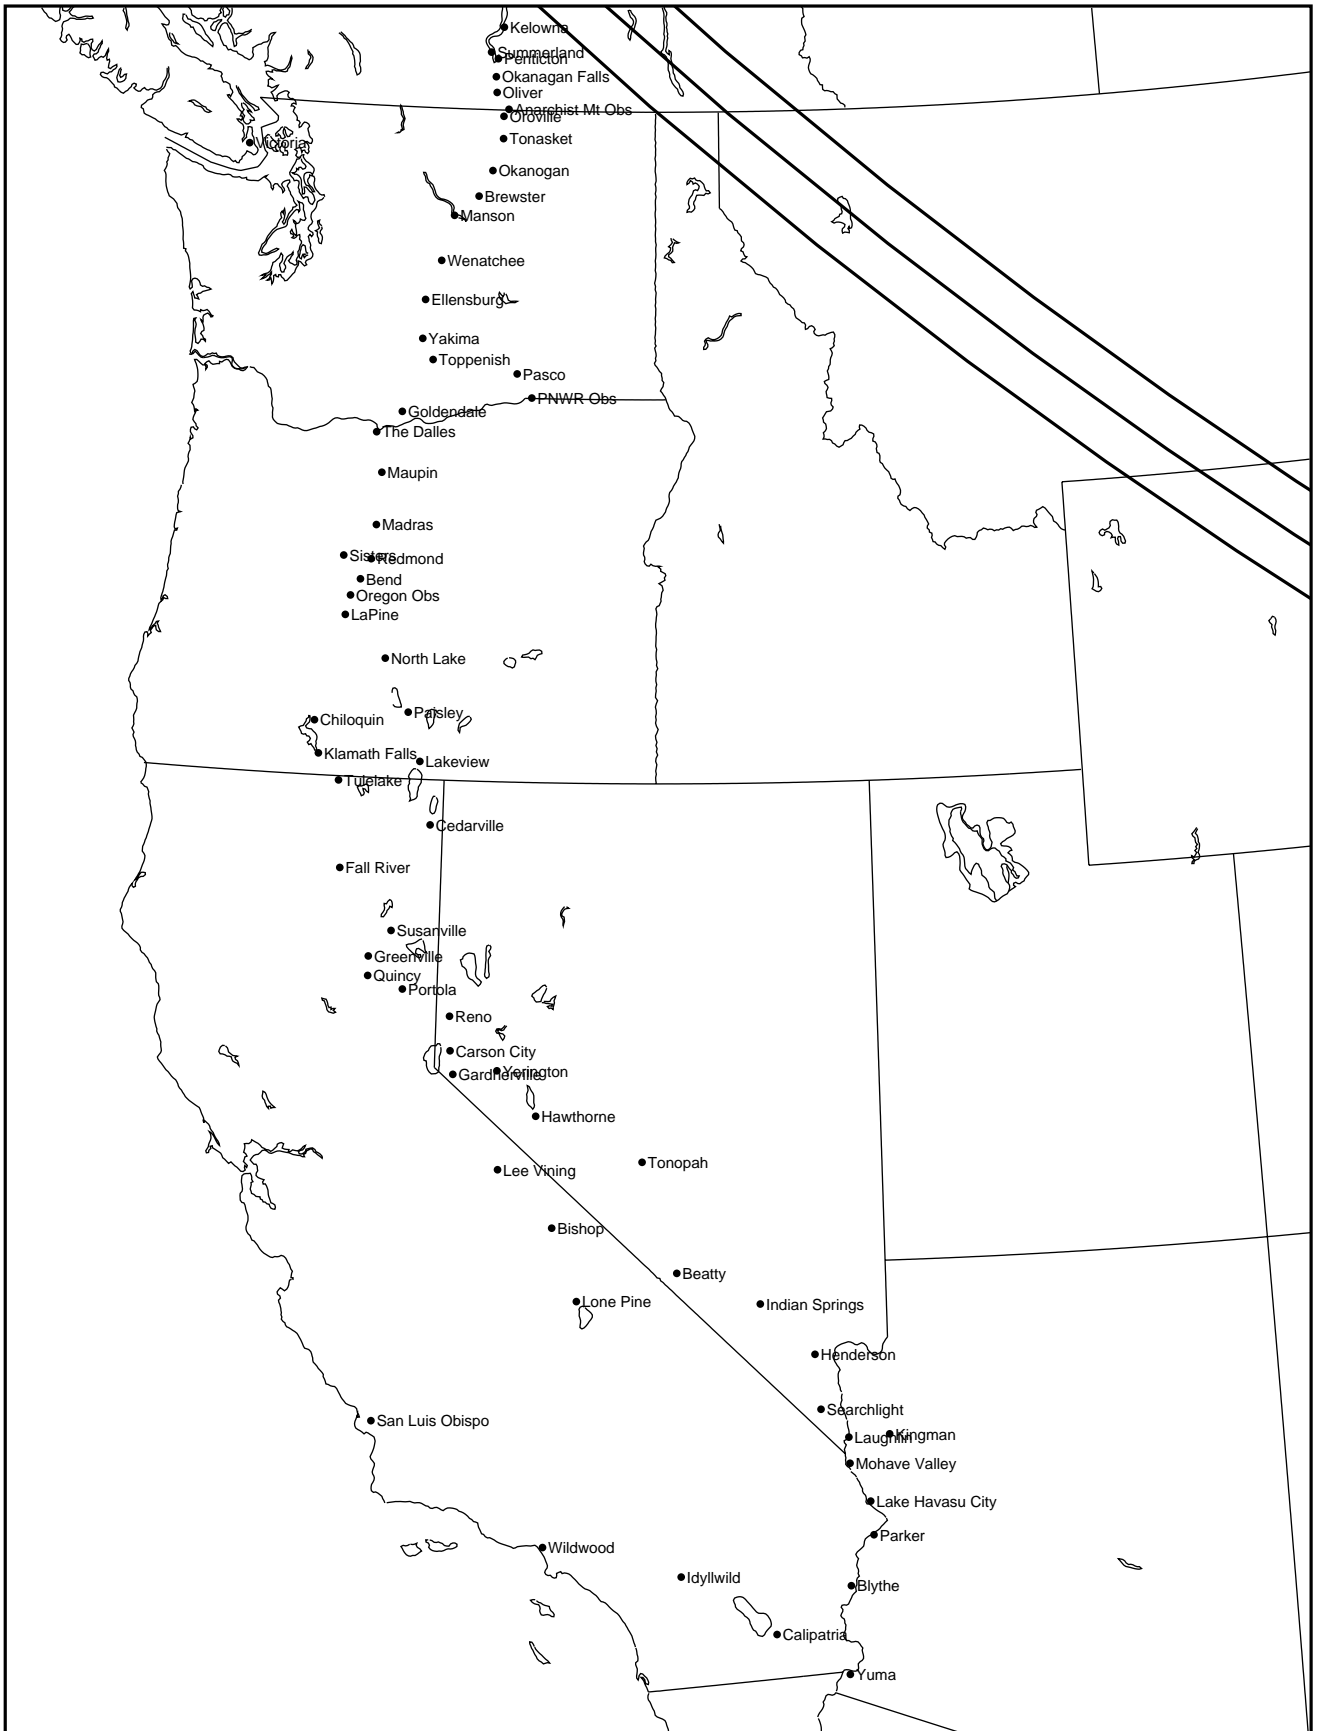 Kelowna
Summerland
Penticton
Okanagan Falls
Oliver
Anarchist Mt Obs
Oroville
Tonasket
Victoria
Okanogan
Brewster
Manson
Wenatchee
Ellensburg
Yakima
Toppenish
Pasco
PNWR Obs
Goldendale
The Dalles
Maupin
Madras
Sisters
Redmond
Bend
Oregon Obs
LaPine
North Lake
Paisley
Chiloquin
Klamath Falls
Lakeview
Tulelake
Cedarville
Fall River
Susanville
Greenville
Quincy
Portola
Reno
Carson City
Yerington
Gardnerville
Hawthorne
Tonopah
Lee Vining
Bishop
Beatty
Lone Pine
Indian Springs
Henderson
Searchlight
San Luis Obispo
Kingman
Laughlin
Mohave Valley
Lake Havasu City
Parker
Wildwood
Idyllwild
Blythe
Calipatria
Yuma